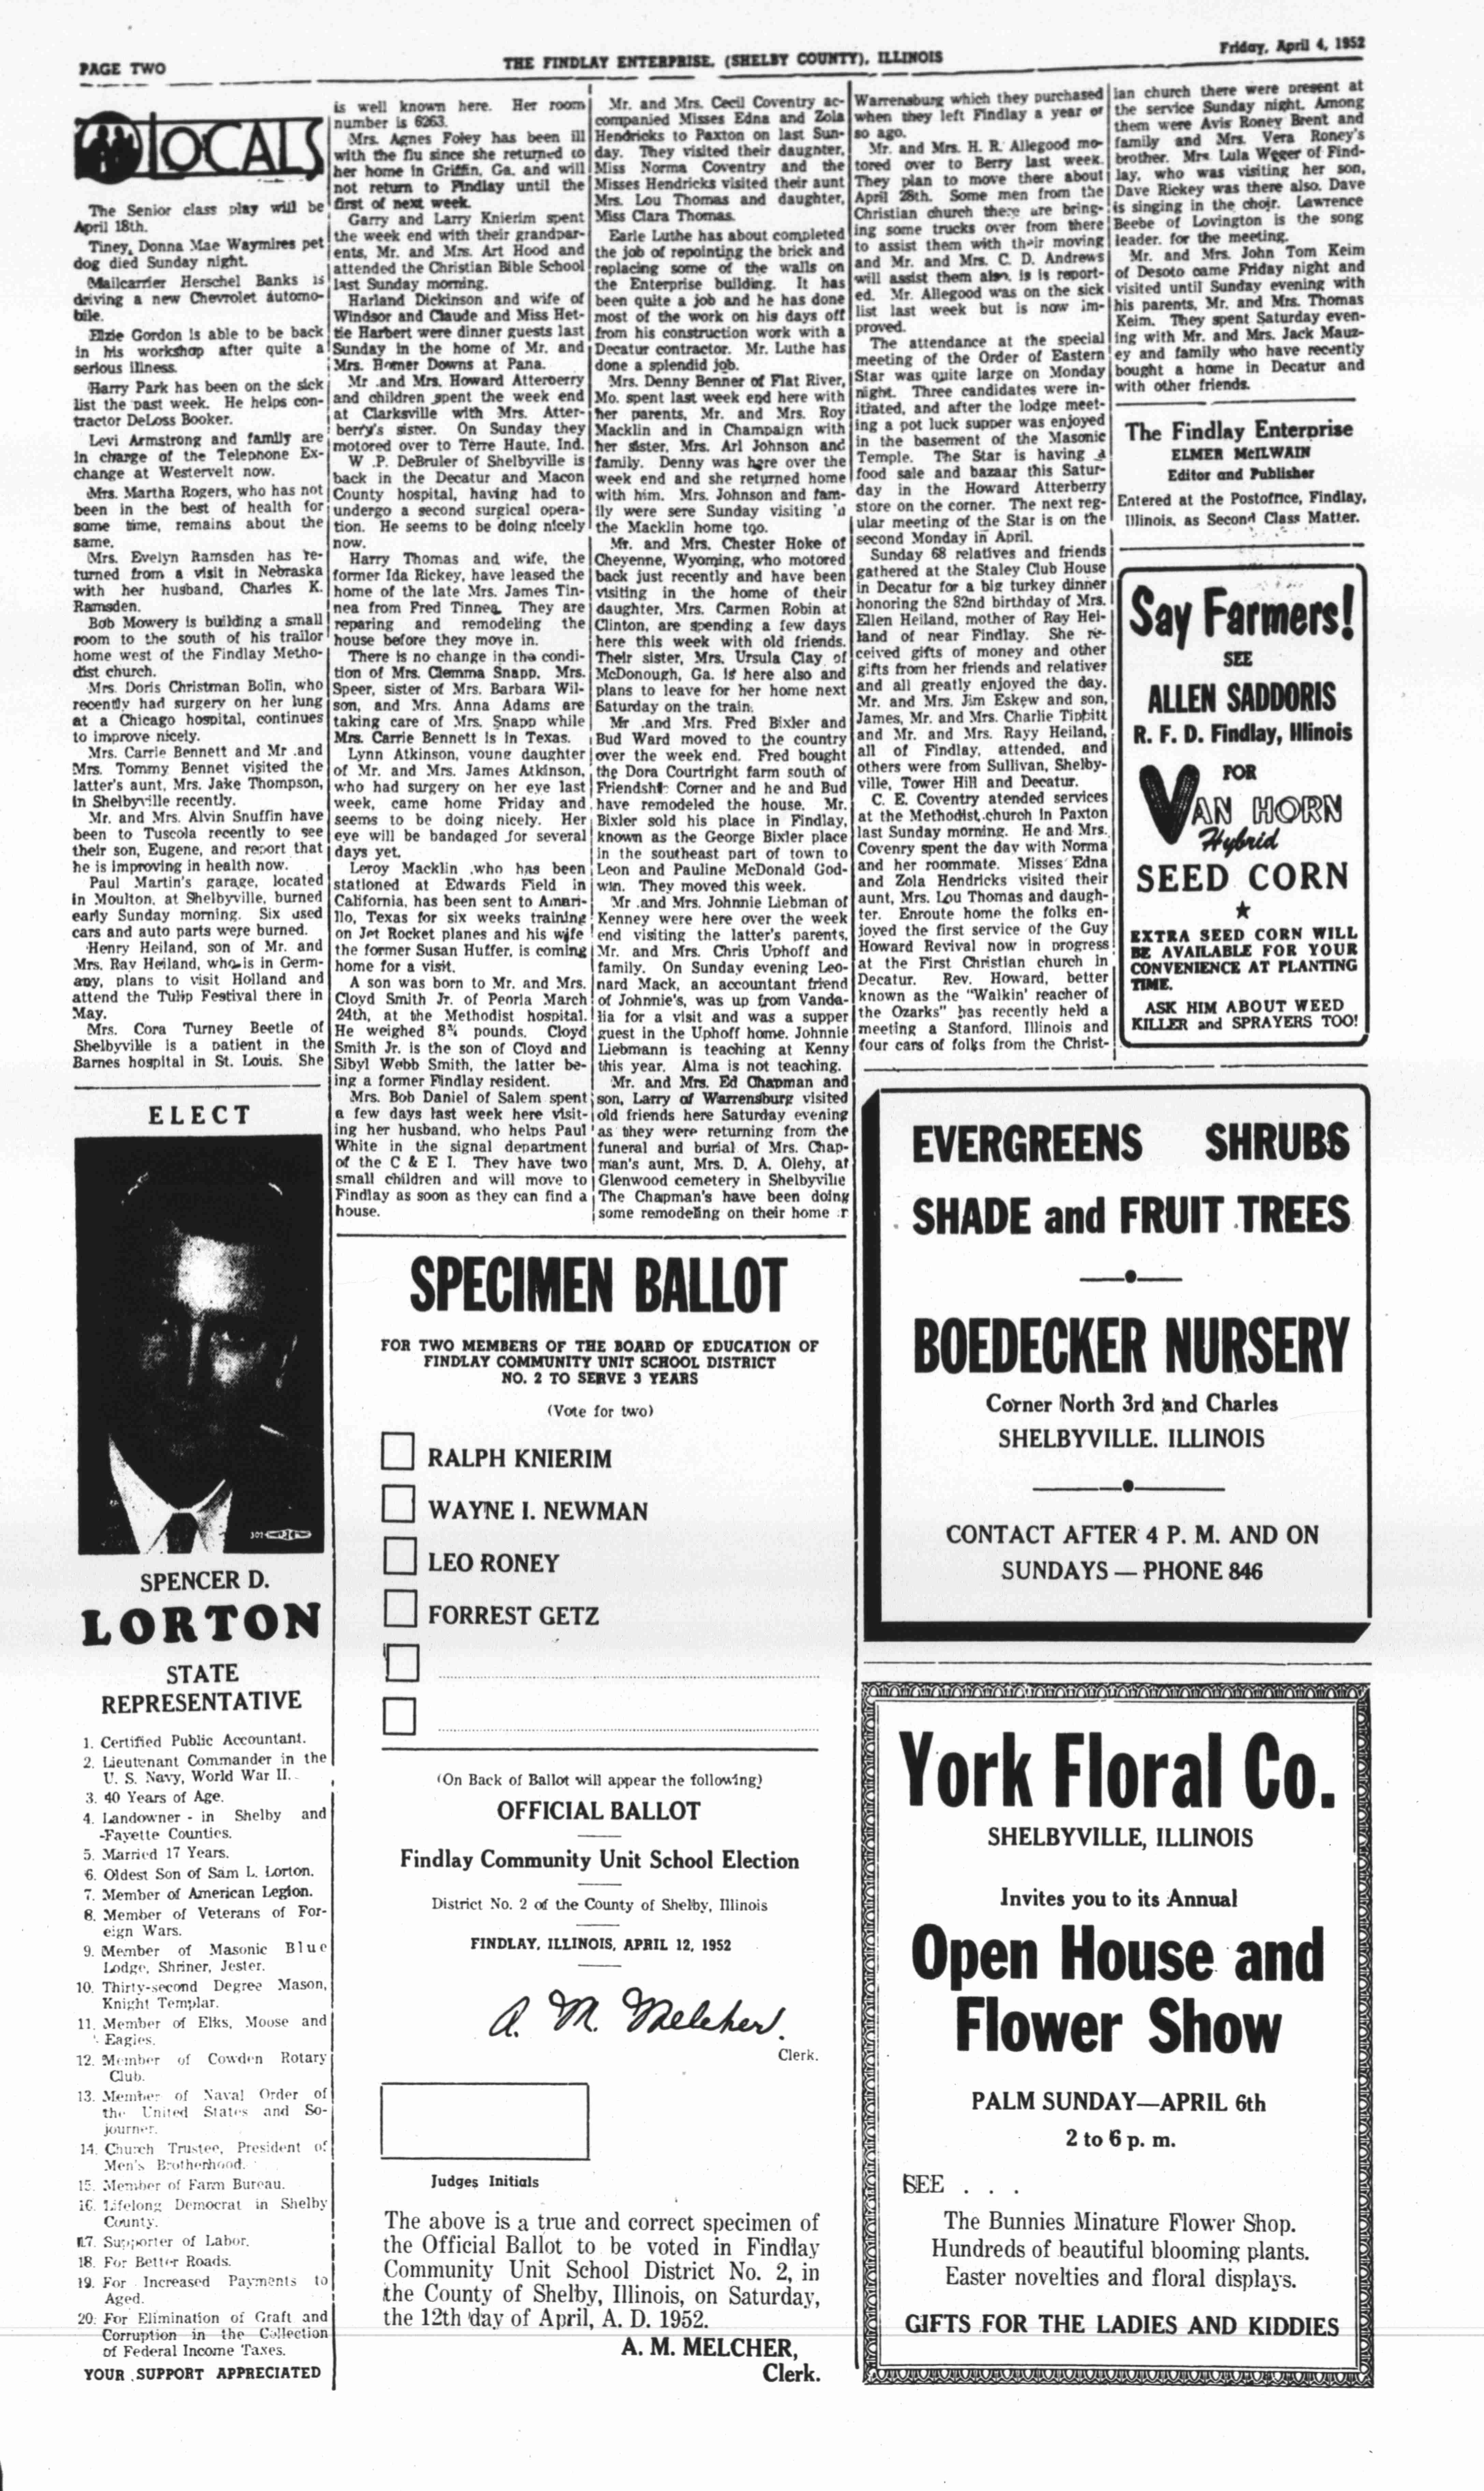 PAGE TWO
THE FINDLAY ENTERPRISE, (SHELBY COUNTY), ILLINOIS
Friday, April 4, 1952
LOCALS
The Senior class play will be
April 18th.
Tiney, Donna Mae Waymires pet
dog died Sunday night.
Mailcarrier Herschel Banks is
driving a new Chevrolet automo-
bile.
Elzie Gordon is able to be back
in his workshop after quite a
serious illness.
Harry Park has been on the sick
list the past week. He helps con-
tractor DeLoss Booker.
Levi Armstrong and family are
in charge of the Telephone Ex-
change at Westervelt now.
Mrs. Martha Rogers, who has not
been in the best of health for
some time, remains about the
same.
Mrs. Evelyn Ramsden has re-
turned from a visit in Nebraska
with her husband, Charles K.
Ramsden.
Bob Mowery is building a small
room to the south of his trailor
home west of the Findlay Metho-
dist church.
Mrs. Doris Christman Bolin, who
recently had surgery on her lung
at a Chicago hospital, continues
to improve nicely.
Mrs. Carrie Bennett and Mr .and
Mrs. Tommy Bennet visited the
latter's aunt, Mrs. Jake Thompson,
in Shelbyville recently.
Mr. and Mrs. Alvin Snuffin have
been to Tuscola recently to see
their son, Eugene, and report that
he is improving in health now.
Paul Martin's garage, located
in Moulton, at Shelbyville, burned
early Sunday morning. Six used
cars and auto parts were burned.
Henry Heiland, son of Mr. and
Mrs. Ray Heiland, who is in Germ-
any, plans to visit Holland and
attend the Tulip Festival there in
May.
Mrs. Cora Turney Beetle of
Shelbyville is a patient in the
Barnes hospital in St. Louis. She
is well known here. Her room
number is 6263.
Mrs. Agnes Foley has been ill
with the flu since she returned to
her home in Griffin, Ga. and will
not return to Findlay until the
first of next week.
Garry and Larry Knierim spent
the week end with their grandpar-
ents, Mr. and Mrs. Art Hood and
attended the Christian Bible School
last Sunday morning.
Harland Dickinson and wife of
Windsor and Claude and Miss Het-
tie Harbert were dinner guests last
Sunday in the home of Mr. and
Mrs. Homer Downs at Pana.
Mr .and Mrs. Howard Atterberry
and children spent the week end
at Clarksville with Mrs. Atter-
berry's sister. On Sunday they
motored over to Terre Haute, Ind.
W .P. DeBruler of Shelbyville is
back in the Decatur and Macon
County hospital, having had to
undergo a second surgical opera-
tion. He seems to be doing nicely
now.
Harry Thomas and wife, the
former Ida Rickey, have leased the
home of the late Mrs. James Tin-
nea from Fred Tinnea. They are
reparing and remodeling the
house before they move in.
There is no change in the condi-
tion of Mrs. Clemma Snapp. Mrs.
Speer, sister of Mrs. Barbara Wil-
son, and Mrs. Anna Adams are
taking care of Mrs. Snapp while
Mrs. Carrie Bennett is in Texas.
Lynn Atkinson, young daughter
of Mr. and Mrs. James Atkinson,
who had surgery on her eye last
week, came home Friday and
seems to be doing nicely. Her
eye will be bandaged for several
days yet.
Leroy Macklin ,who has been
stationed at Edwards Field in
California, has been sent to Amari-
llo, Texas for six weeks training
on Jet Rocket planes and his wife
the former Susan Huffer, is coming
home for a visit.
A son was born to Mr. and Mrs.
Cloyd Smith Jr. of Peoria March
24th, at the Methodist hospital.
He weighed 8¾ pounds. Cloyd
Smith Jr. is the son of Cloyd and
Sibyl Webb Smith, the latter be-
ing a former Findlay resident.
Mrs. Bob Daniel of Salem spent
a few days last week here visit-
ing her husband, who helps Paul
White in the signal department
of the C & E I. They have two
small children and will move to
Findlay as soon as they can find a
house.
Mr. and Mrs. Cecil Coventry ac-
companied Misses Edna and Zola
Hendricks to Paxton on last Sun-
day. They visited their daugnter,
Miss Norma Coventry and the
Misses Hendricks visited their aunt
Mrs. Lou Thomas and daughter,
Miss Clara Thomas.
Earle Luthe has about completed
the job of repointing the brick and
replacing some of the walls on
the Enterprise building. It has
been quite a job and he has done
most of the work on his days off
from his construction work with a
Decatur contractor. Mr. Luthe has
done a splendid job.
Mrs. Denny Benner of Flat River,
Mo. spent last week end here with
her parents, Mr. and Mrs. Roy
Macklin and in Champaign with
her sister, Mrs. Arl Johnson and
family. Denny was here over the
week end and she returned home
with him. Mrs. Johnson and fam-
ily were sere Sunday visiting 'n
the Macklin home too.
Mr. and Mrs. Chester Hoke of
Cheyenne, Wyoming, who motored
back just recently and have been
visiting in the home of their
daughter, Mrs. Carmen Robin at
Clinton, are spending a few days
here this week with old friends.
Their sister, Mrs. Ursula Clay of
McDonough, Ga. is here also and
plans to leave for her home next
Saturday on the train.
Mr .and Mrs. Fred Bixler and
Bud Ward moved to the country
over the week end. Fred bought
the Dora Courtright farm south of
Friendship Corner and he and Bud
have remodeled the house. Mr.
Bixler sold his place in Findlay,
known as the George Bixler place
in the southeast part of town to
Leon and Pauline McDonald God-
win. They moved this week.
Mr .and Mrs. Johnnie Liebman of
Kenney were here over the week
end visiting the latter's parents,
Mr. and Mrs. Chris Uphoff and
family. On Sunday evening Leo-
nard Mack, an accountant friend
of Johnnie's, was up from Vanda-
lia for a visit and was a supper
guest in the Uphoff home. Johnnie
Liebmann is teaching at Kenny
this year. Alma is not teaching.
Mr. and Mrs. Ed Chapman and
son, Larry of Warrensburg visited
old friends here Saturday evening
as they were returning from the
funeral and burial of Mrs. Chap-
man's aunt, Mrs. D. A. Olehy, at
Glenwood cemetery in Shelbyville
The Chapman's have been doing
some remodeling on their home
Warrensburg which they purchased
when they left Findlay a year or
so ago.
Mr. and Mrs. H. R. Allegood mo-
tored over to Berry last week.
They plan to move there about
April 28th. Some men from the
Christian church there are bring-
ing some trucks over from there
to assist them with their moving
and Mr. and Mrs. C. D. Andrews
will assist them also, is is report-
ed. Mr. Allegood was on the sick
list last week but is now im-
proved.
The attendance at the special
meeting of the Order of Eastern
Star was quite large on Monday
night. Three candidates were in-
itiated, and after the lodge meet-
ing a pot luck supper was enjoyed
in the basement of the Masonic
Temple. The Star is having a
food sale and bazaar this Satur-
day in the Howard Atterberry
store on the corner. The next reg-
ular meeting of the Star is on the
second Monday in April.
Sunday 68 relatives and friends
gathered at the Staley Club House
in Decatur for a big turkey dinner
honoring the 82nd birthday of Mrs.
Ellen Heiland, mother of Ray Hei-
land of near Findlay. She re-
ceived gifts of money and other
gifts from her friends and relativer
and all greatly enjoyed the day.
Mr. and Mrs. Jim Eskew and son,
James, Mr. and Mrs. Charlie Tipbitt
and Mr. and Mrs. Rayy Heiland,
all of Findlay, attended, and
others were from Sullivan, Shelby-
ville, Tower Hill and Decatur.
C. E. Coventry atended services
at the Methodist church in Paxton
last Sunday morning. He and Mrs.
Covenry spent the day with Norma
and her roommate. Misses Edna
and Zola Hendricks visited their
aunt, Mrs. Lou Thomas and daugh-
ter. Enroute home the folks en-
joyed the first service of the Guy
Howard Revival now in progress
at the First Christian church in
Decatur. Rev. Howard, better
known as the "Walkin' reacher of
the Ozarks" has recently held a
meeting a Stanford, Illinois and
four cars of folks from the Christ-
ian church there were present at
the service Sunday night. Among
them were Avis Roney Brent and
family and Mrs. Vera Roney's
brother. Mrs Lula Weger of Find-
lay, who was visiting her son,
Dave Rickey was there also. Dave
is singing in the choir. Lawrence
Beebe of Lovington is the song
leader. for the meeting.
Mr. and Mrs. John Tom Keim
of Desoto came Friday night and
visited until Sunday evening with
his parents, Mr. and Mrs. Thomas
Keim. They spent Saturday even-
ing with Mr. and Mrs. Jack Mauz-
ey and family who have recently
bought a home in Decatur and
with other friends.
The Findlay Enterprise
ELMER McILWAIN
Editor and Publisher
Entered at the Postoffice, Findlay,
Illinois, as Second Class Matter.
Say Farmers!
SEE
ALLEN SADDORIS
R. F. D. Findlay, Illinois
FOR
VAN HORN
Hybrid
SEED CORN
EXTRA SEED CORN WILL
BE AVAILABLE FOR YOUR
CONVENIENCE AT PLANTING
TIME.
ASK HIM ABOUT WEED
KILLER and SPRAYERS TOO!
ELECT
SPENCER D.
LORTON
STATE
REPRESENTATIVE
1. Certified Public Accountant.
2. Lieutenant Commander in the
U. S. Navy, World War II.
3. 40 Years of Age.
4. Landowner - in Shelby and
-Fayette Counties.
5. Married 17 Years.
6. Oldest Son of Sam L. Lorton.
7. Member of American Legion.
8. Member of Veterans of For-
eign Wars.
9. Member of Masonic Blue
Lodge, Shriner, Jester.
10. Thirty-second Degree Mason,
Knight Templar.
11. Member of Elks, Moose and
Eagles.
12. Member of Cowden Rotary
Club.
13. Member of Naval Order of
the United States and So-
journer.
14. Church Trustee, President of
Men's Brotherhood.
15. Member of Farm Bureau.
16. Lifelong Democrat in Shelby
County.
17. Supporter of Labor.
18. For Better Roads.
19. For Increased Payments to
Aged.
20. For Elimination of Graft and
Corruption in the Collection
of Federal Income Taxes.
YOUR SUPPORT APPRECIATED
SPECIMEN BALLOT
FOR TWO MEMBERS OF THE BOARD OF EDUCATION OF
FINDLAY COMMUNITY UNIT SCHOOL DISTRICT
NO. 2 TO SERVE 3 YEARS
(Vote for two)
RALPH KNIERIM
WAYNE I. NEWMAN
LEO RONEY
FORREST GETZ
(On Back of Ballot will appear the following)
OFFICIAL BALLOT
Findlay Community Unit School Election
District No. 2 of the County of Shelby, Illinois
FINDLAY, ILLINOIS, APRIL 12, 1952
A. M. Melcher.
Clerk.
Judges Initials
The above is a true and correct specimen of
the Official Ballot to be voted in Findlay
Community Unit School District No. 2, in
the County of Shelby, Illinois, on Saturday,
the 12th day of April, A. D. 1952.
A. M. MELCHER,
Clerk.
EVERGREENS SHRUBS
SHADE and FRUIT TREES
BOEDECKER NURSERY
Corner North 3rd and Charles
SHELBYVILLE. ILLINOIS
CONTACT AFTER 4 P. M. AND ON
SUNDAYS — PHONE 846
York Floral Co.
SHELBYVILLE, ILLINOIS
Invites you to its Annual
Open House and
Flower Show
PALM SUNDAY—APRIL 6th
2 to 6 p. m.
SEE . . .
The Bunnies Minature Flower Shop.
Hundreds of beautiful blooming plants.
Easter novelties and floral displays.
GIFTS FOR THE LADIES AND KIDDIES